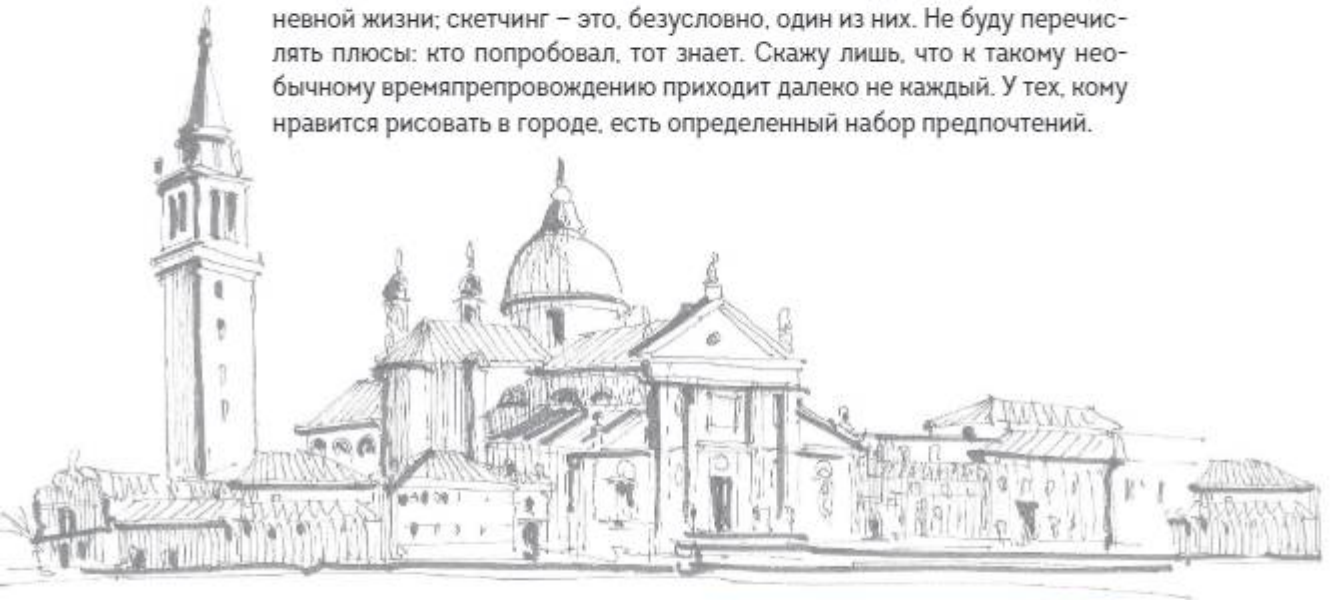 невной жизни; скетчинг – это, безусловно, один из них. Не буду перечис-
лять плюсы: кто попробовал, тот знает. Скажу лишь, что к такому нео-
бычному времяпрепровождению приходит далеко не каждый. У тех, кому
нравится рисовать в городе, есть определенный набор предпочтений.